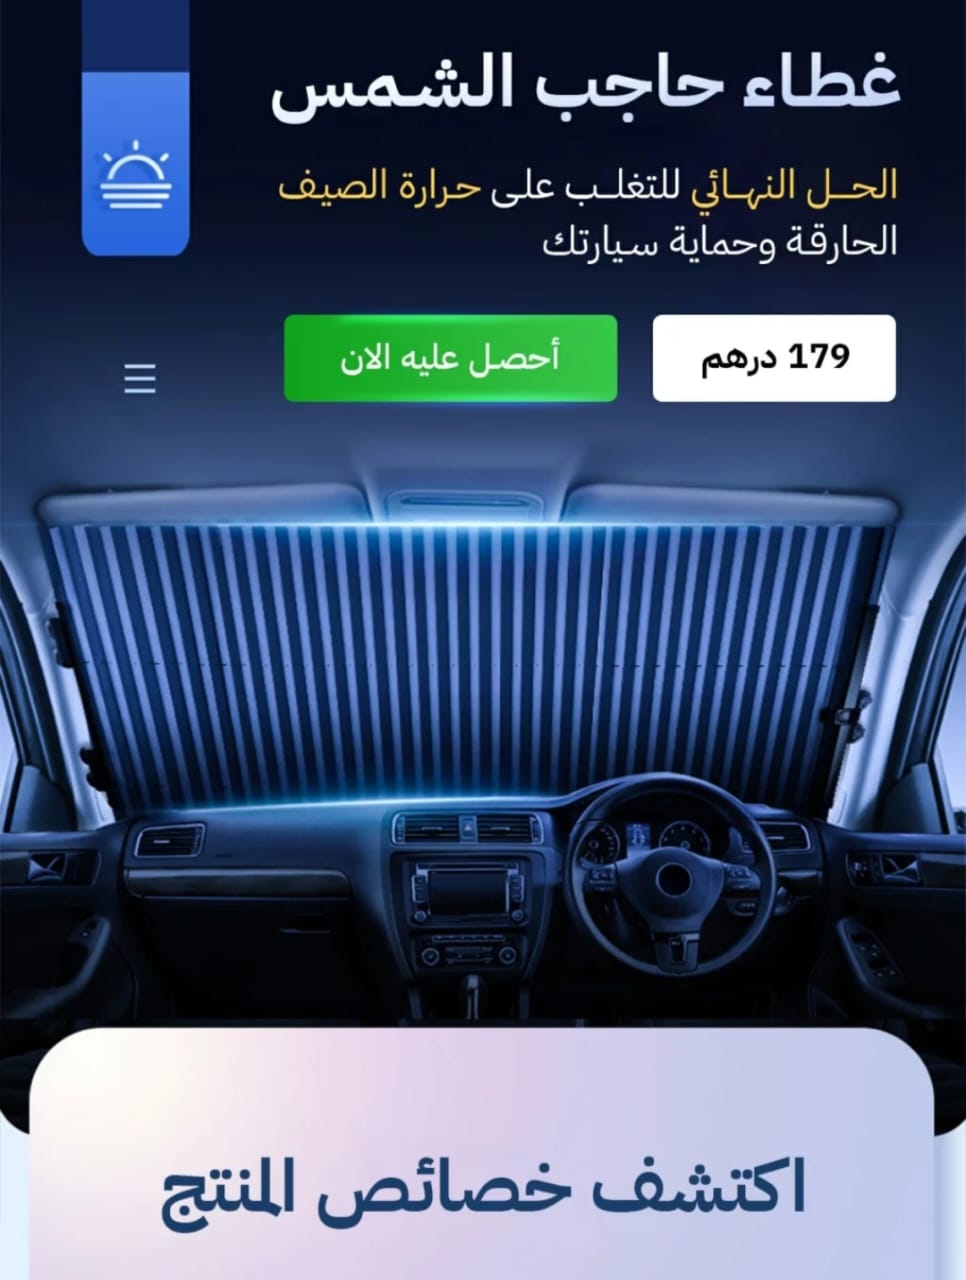 غطاء حاجب الشمس
الحل النهائي للتغلب على حرارة الصيف
الحارقة وحماية سيارتك
179 درهم
أحصل عليه الان
اكتشف خصائص المنتج